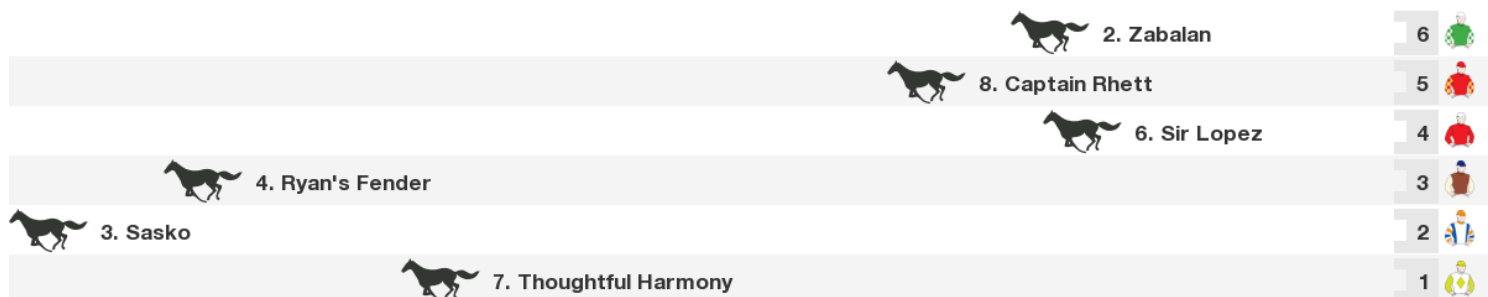 2. Zabalan 6
8. Captain Rhett 5
6. Sir Lopez 4
4. Ryan's Fender 3
3. Sasko 2
7. Thoughtful Harmony 1